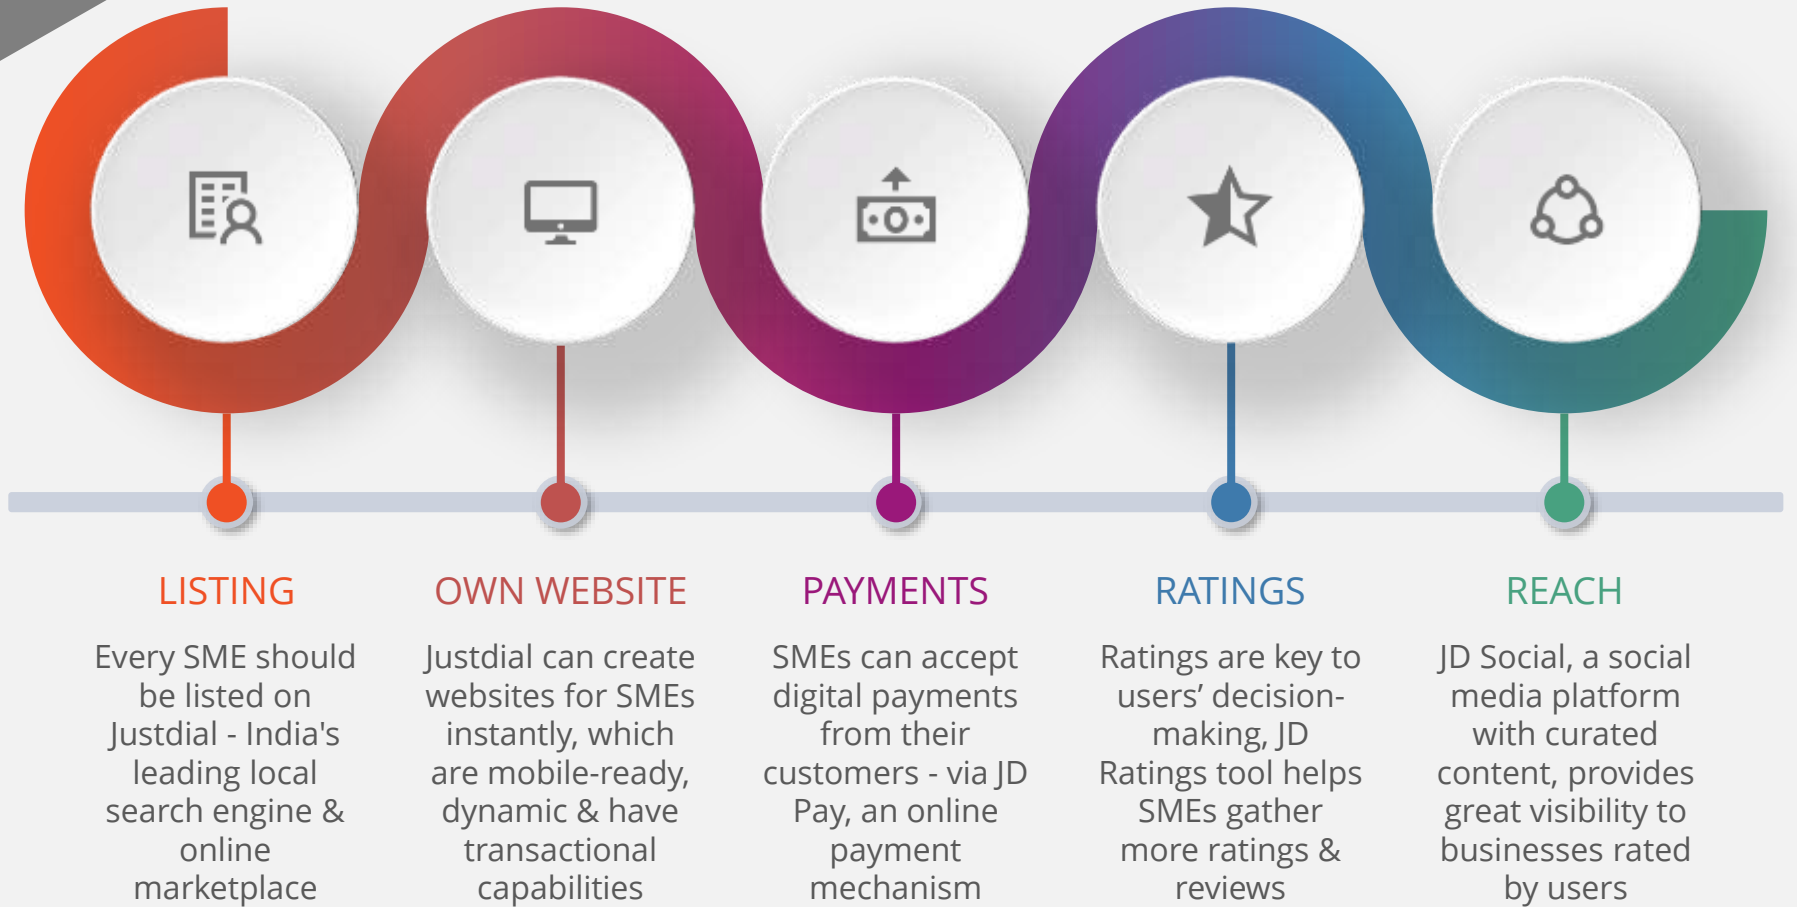 LISTING
Every SME should
be listed on
Justdial - India's
leading local
search engine &
online
marketplace
OWN WEBSITE
Justdial can create
websites for SMEs
instantly, which
are mobile-ready,
dynamic & have
transactional
capabilities
PAYMENTS
SMEs can accept
digital payments
from their
customers - via JD
Pay, an online
payment
mechanism
RATINGS
Ratings are key to
users’ decision-
making, JD
Ratings tool helps
SMEs gather
more ratings &
reviews
REACH
JD Social, a social
media platform
with curated
content, provides
great visibility to
businesses rated
by users